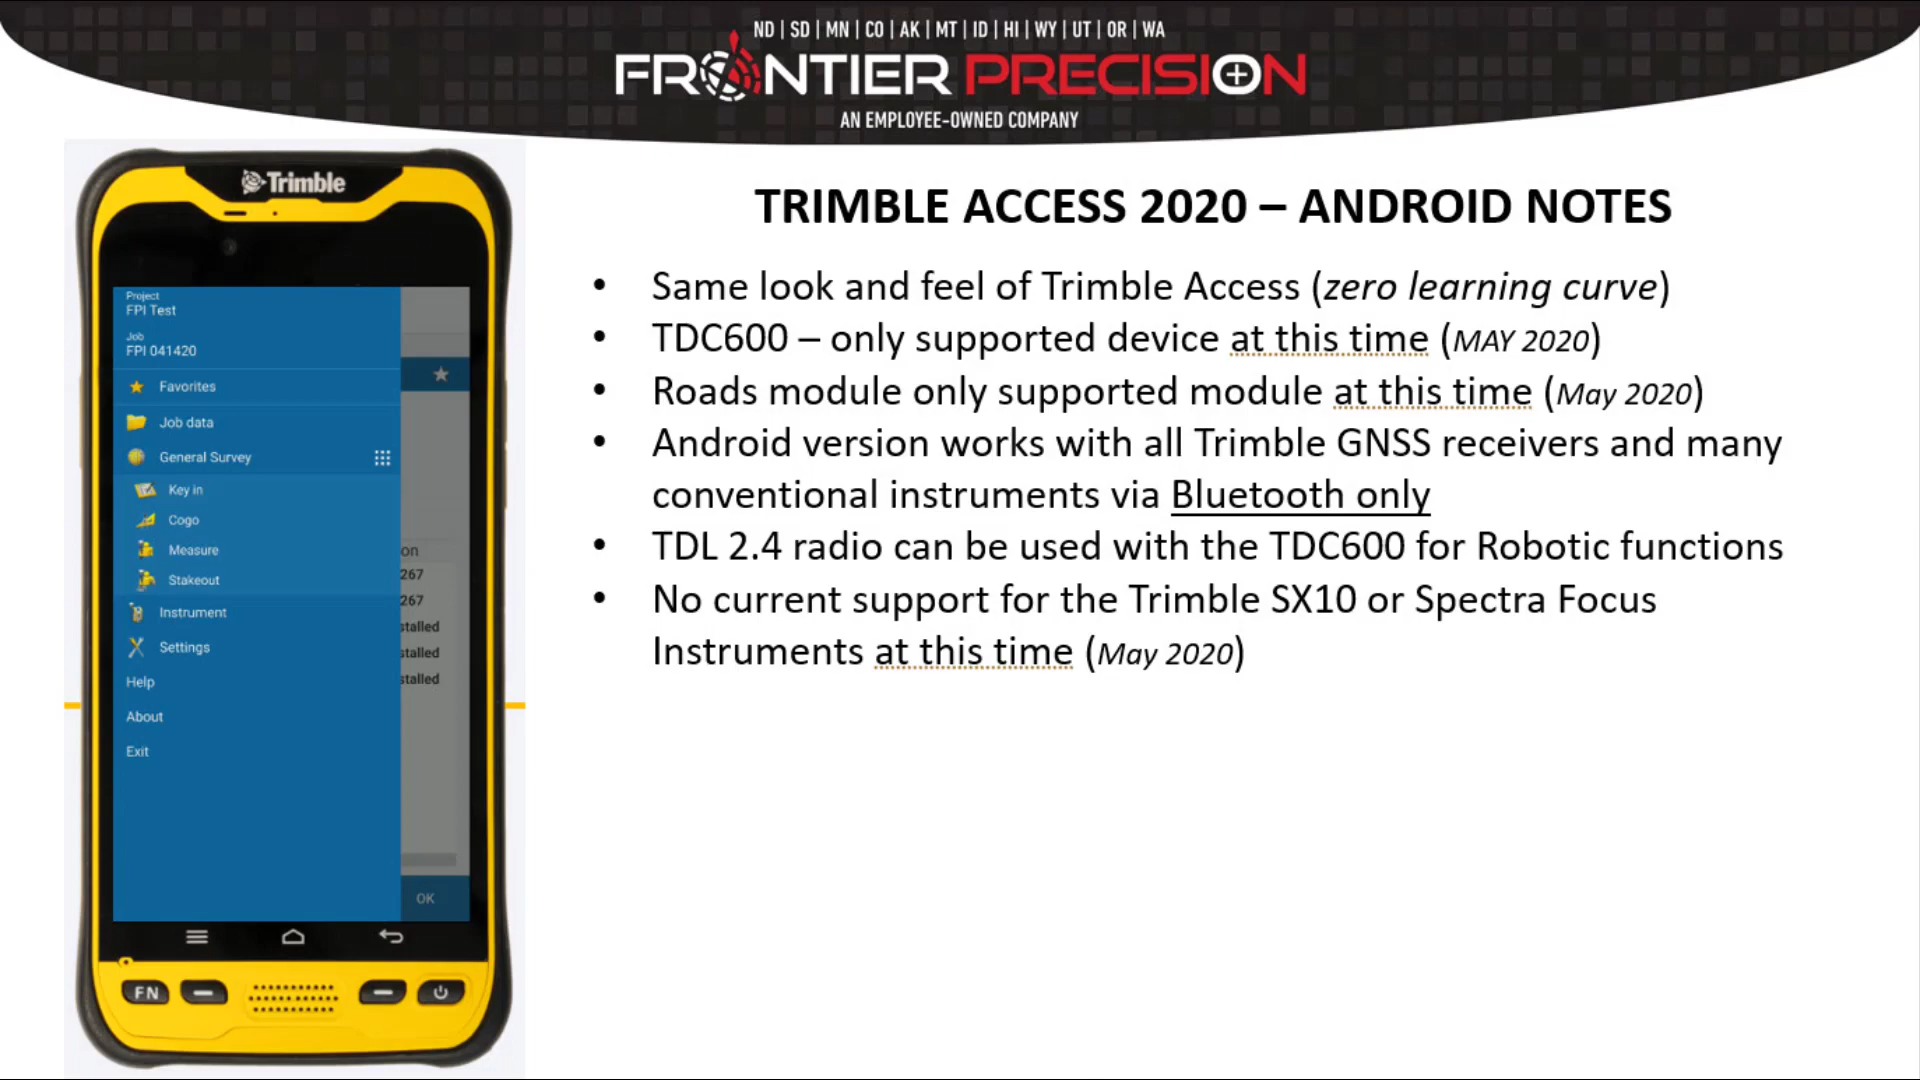 ND | SD | MN | CO | AK | MT | ID | HI | WY | UT | OR | WA
FRONTIER PRECISION
AN EMPLOYEE-OWNED COMPANY
Trimble
Project
FPI Test
Job
FPI 041420
Favorites
Job data
General Survey
Key in
Cogo
Measure
Stakeout
Instrument
Settings
Help
About
Exit
on
267
267
stalled
stalled
stalled
OK
FN
TRIMBLE ACCESS 2020 – ANDROID NOTES
• Same look and feel of Trimble Access (zero learning curve)
• TDC600 – only supported device at this time (MAY 2020)
• Roads module only supported module at this time (May 2020)
• Android version works with all Trimble GNSS receivers and many
conventional instruments via Bluetooth only
• TDL 2.4 radio can be used with the TDC600 for Robotic functions
• No current support for the Trimble SX10 or Spectra Focus
Instruments at this time (May 2020)